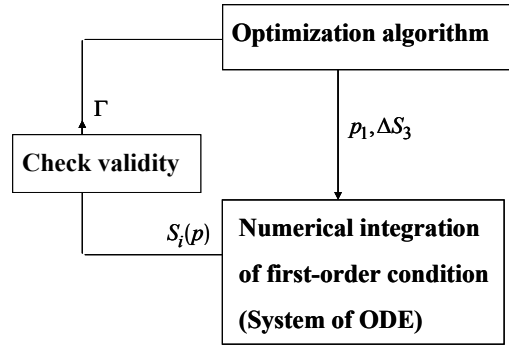 Optimization algorithm
Γ
p₁, ΔS₃
Check validity
Sᵢ(p)
Numerical integration
of first-order condition
(System of ODE)